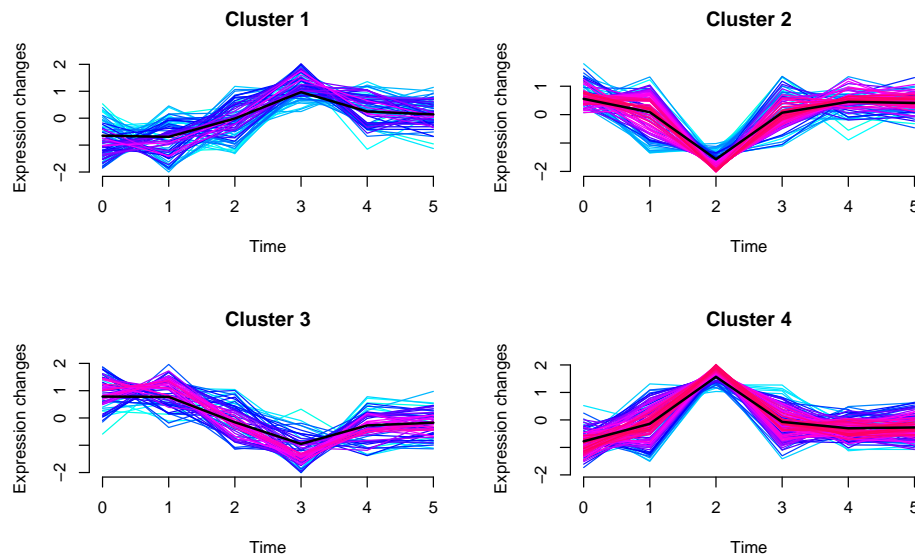 Cluster 1
Expression changes
2
1
0
−2
0 1 2 3 4 5
Time
Cluster 2
Expression changes
1
0
−2
0 1 2 3 4 5
Time
Cluster 3
Expression changes
2
1
0
−2
0 1 2 3 4 5
Time
Cluster 4
Expression changes
2
1
0
−2
0 1 2 3 4 5
Time